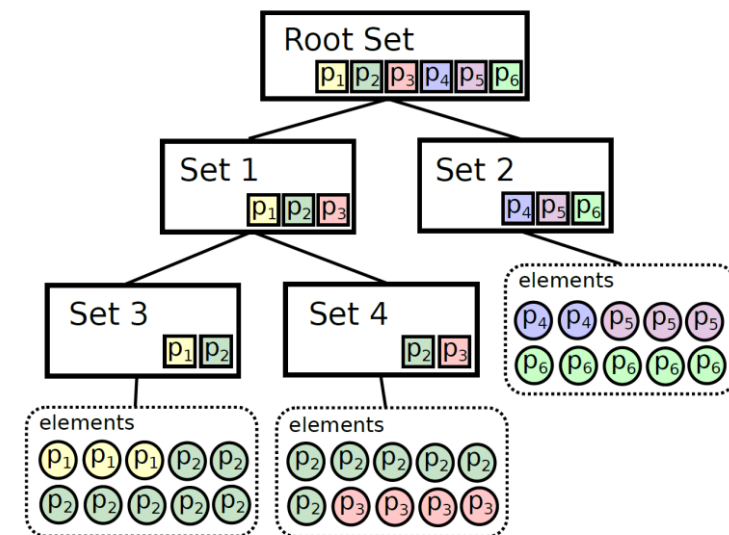 Root Set
p₁ p₂ p₃ p₄ p₅ p₆
Set 1
p₁ p₂ p₃
Set 2
p₄ p₅ p₆
Set 3
p₁ p₂
Set 4
p₂ p₃
elements
p₄ p₄ p₅ p₅ p₅
p₆ p₆ p₆ p₆ p₆
elements
p₁ p₁ p₁ p₂ p₂
p₂ p₂ p₂ p₂ p₂
elements
p₂ p₂ p₂ p₂ p₂
p₂ p₃ p₃ p₃ p₃